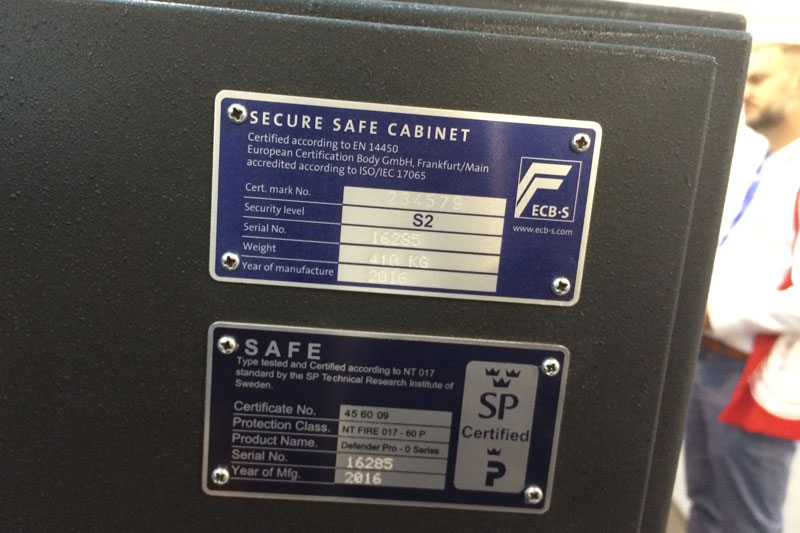 SECURE SAFE CABINET
Certified according to EN 14450
European Certification Body GmbH, Frankfurt/Main
accredited according to ISO/IEC 17065
Cert. mark No. 234579
Security level S2
Serial No. 16285
Weight 410 KG
Year of manufacture 2016
ECB·S
www.ecb-s.com
SAFE
Type tested and Certified according to NT 017
standard by the SP Technical Research Institute of
Sweden.
Certificate No. 45 60 09
Protection Class. NT FIRE 017 - 60 P
Product Name. Defender Pro - 0 Series
Serial No. 16285
Year of Mfg. 2016
SP
Certified
P